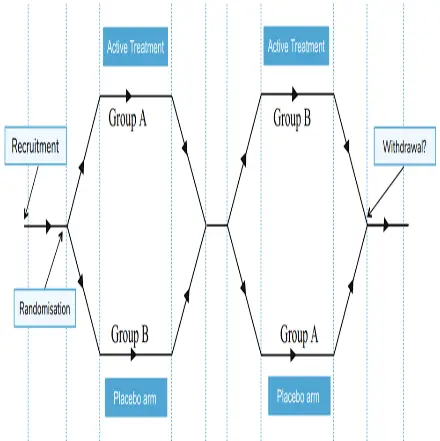 Active Treatment
Active Treatment
Group A
Group B
Recruitment
Withdrawal?
Randomisation
Group B
Group A
Placebo arm
Placebo arm